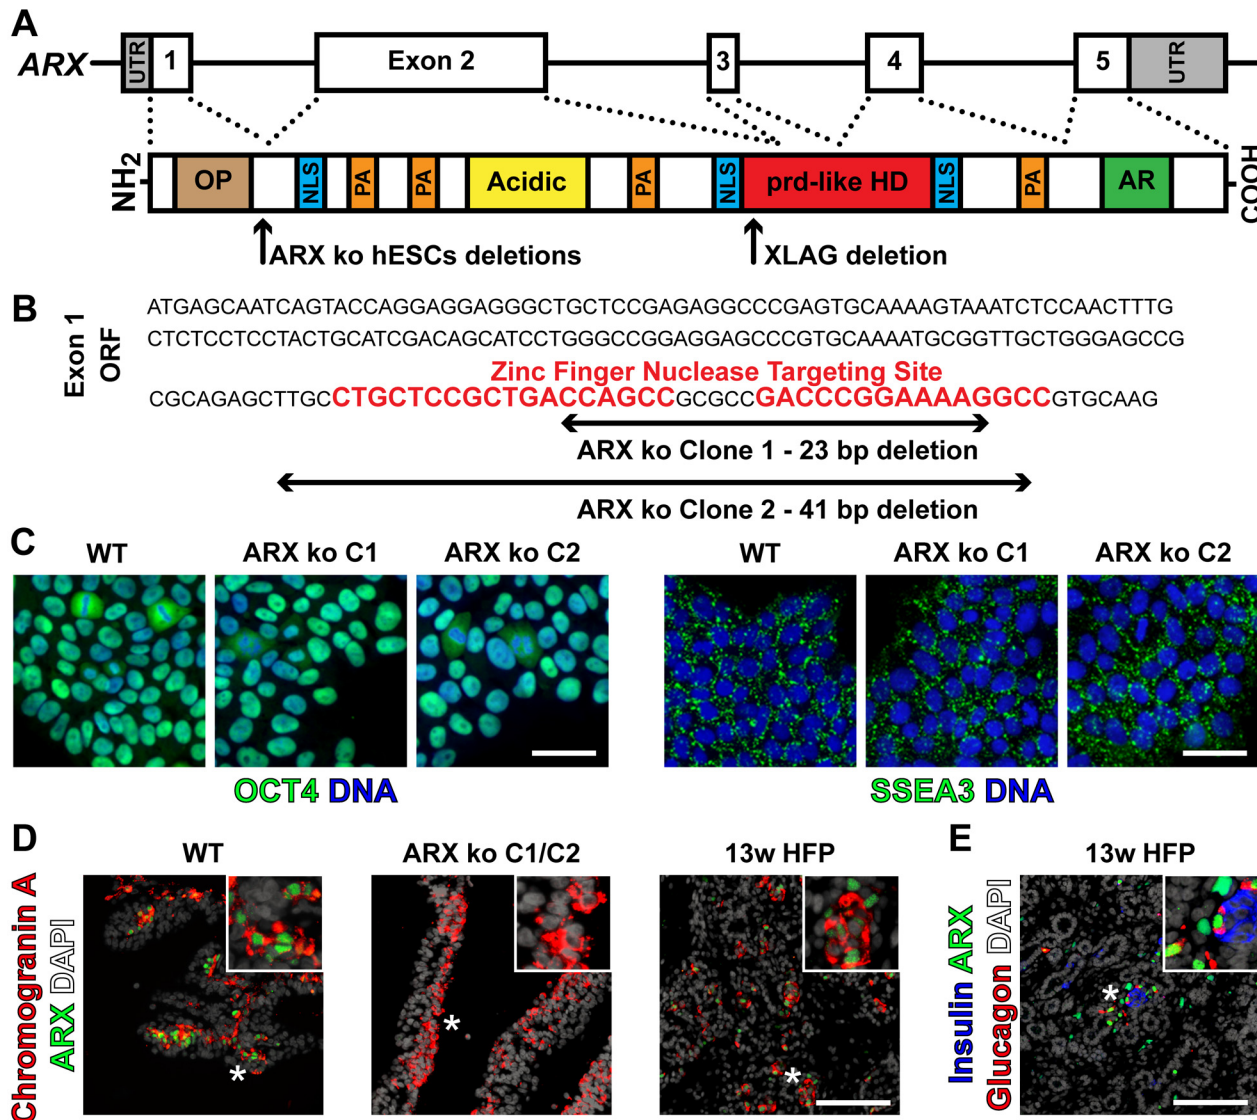 A
ARX
UTR
1
Exon 2
3
4
5
UTR
NH2
OP
NLS
PA
PA
Acidic
PA
NLS
prd-like HD
NLS
PA
AR
COOH
ARX ko hESCs deletions
XLAG deletion
B
Exon 1
ORF
ATGAGCAATCAGTACCAGGAGGAGGGCTGCTCCGAGAGGCCCGAGTGCAAAAGTAAATCTCCAACTTTG
CTCTCCTCCTACTGCATCGACAGCATCCTGGGCCGGAGGAGCCCGTGCAAAATGCGGTTGCTGGGAGCCG
Zinc Finger Nuclease Targeting Site
CGCAGAGCTTGCCTGCTCCGCTGACCAGCCGCGCCGACCCGGAAAAGGCCGTGCAAG
ARX ko Clone 1 - 23 bp deletion
ARX ko Clone 2 - 41 bp deletion
C
WT
ARX ko C1
ARX ko C2
WT
ARX ko C1
ARX ko C2
OCT4 DNA
SSEA3 DNA
D
WT
ARX ko C1/C2
13w HFP
Chromogranin A
ARX DAPI
*
*
*
E
13w HFP
Insulin ARX
Glucagon DAPI
*